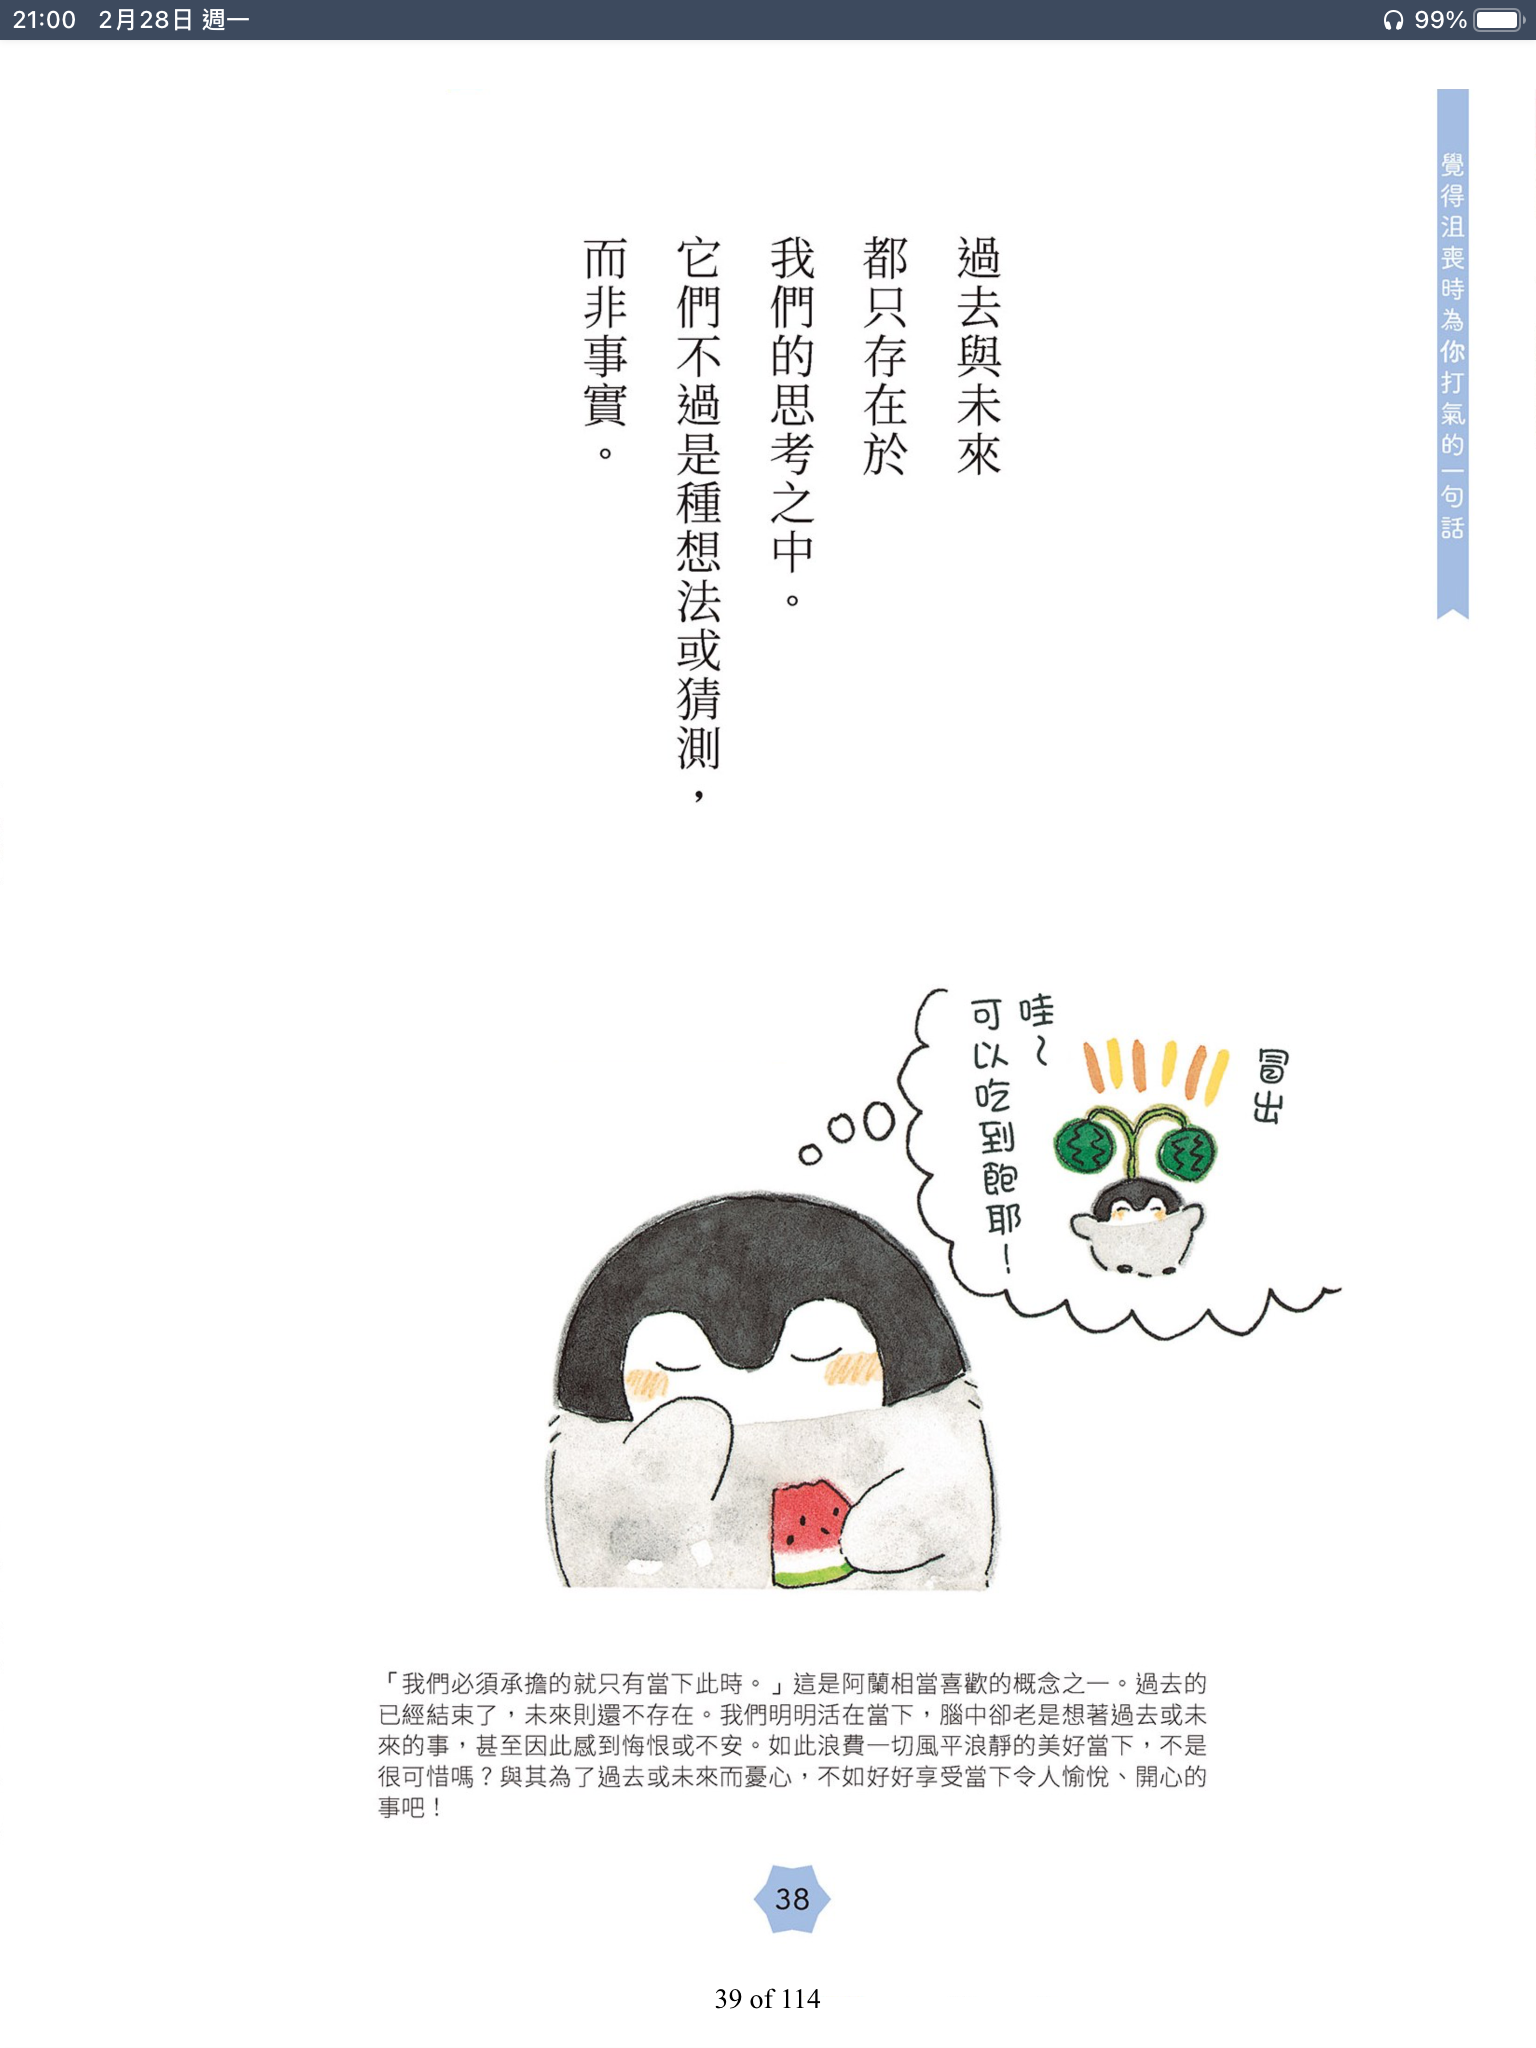 21:00 2月28日 週一
99%
覺得沮喪時為你打氣的一句話
過去與未來
都只存在於
我們的思考之中。
它們不過是種想法或猜測，
而非事實。
冒出
哇～
可以吃到飽耶！
「我們必須承擔的就只有當下此時。」這是阿蘭相當喜歡的概念之一。過去的
已經結束了，未來則還不存在。我們明明活在當下，腦中卻老是想著過去或未
來的事，甚至因此感到悔恨或不安。如此浪費一切風平浪靜的美好當下，不是
很可惜嗎？與其為了過去或未來而憂心，不如好好享受當下令人愉悅、開心的
事吧！
38
39 of 114